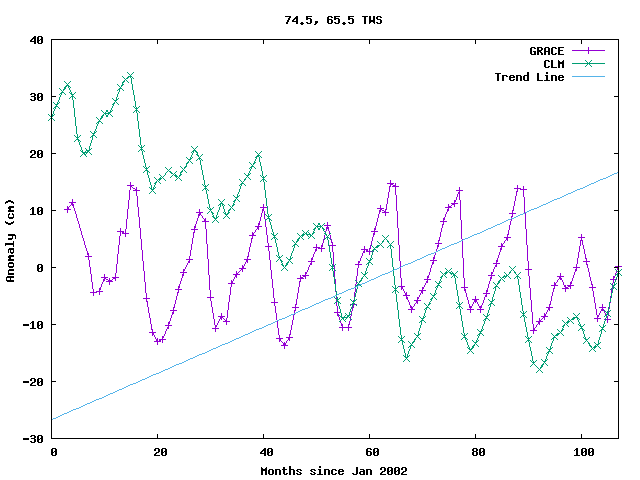 74.5, 65.5 TWS
GRACE
CLM
Trend Line
Anomaly (cm)
40
30
20
10
0
-10
-20
-30
0 20 40 60 80 100
Months since Jan 2002